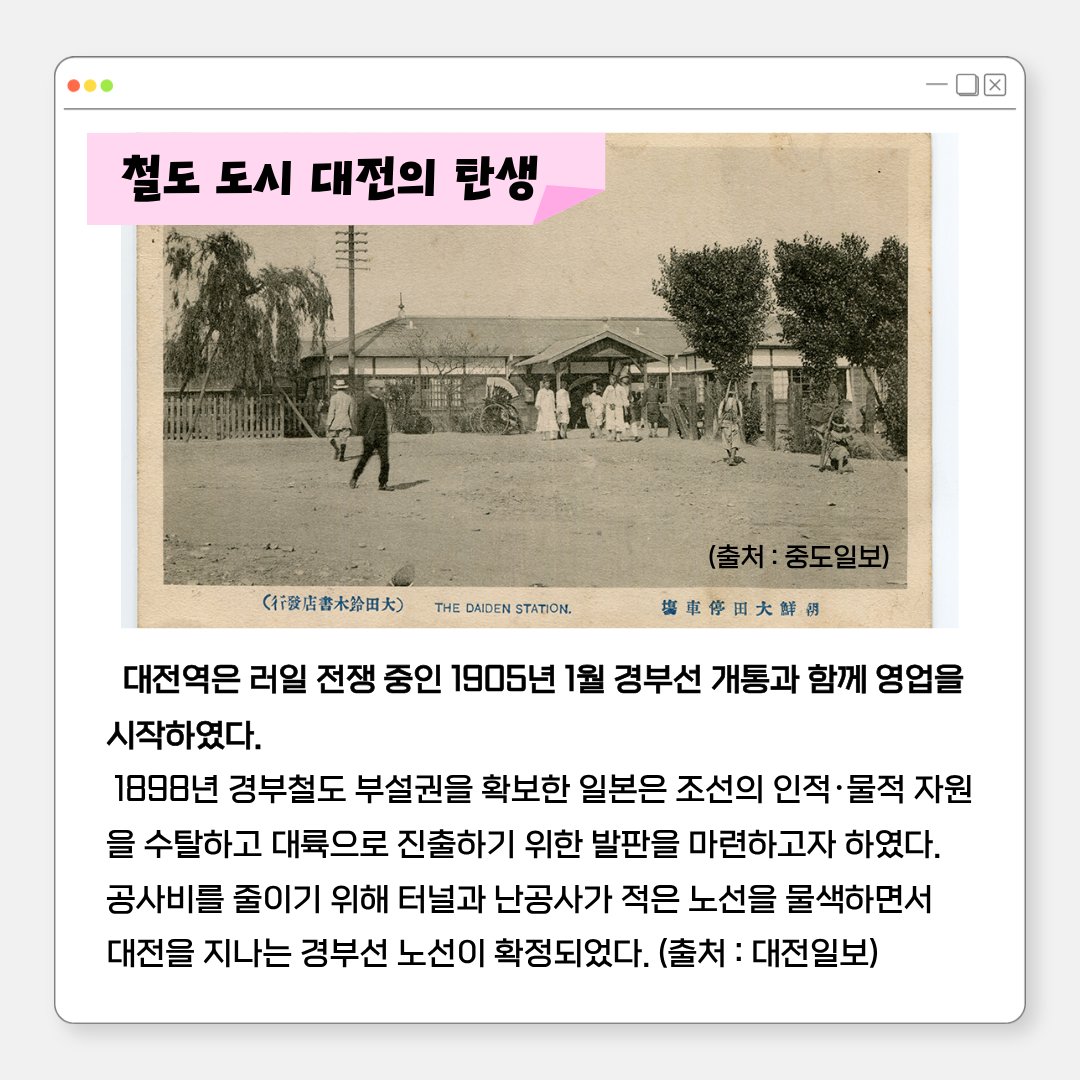 철도 도시 대전의 탄생
(출처 : 중도일보)
(大田鈴木書店發行)
THE DAIDEN STATION.
朝鮮大田停車塲
대전역은 러일 전쟁 중인 1905년 1월 경부선 개통과 함께 영업을
시작하였다.
1898년 경부철도 부설권을 확보한 일본은 조선의 인적·물적 자원
을 수탈하고 대륙으로 진출하기 위한 발판을 마련하고자 하였다.
공사비를 줄이기 위해 터널과 난공사가 적은 노선을 물색하면서
대전을 지나는 경부선 노선이 확정되었다. (출처 : 대전일보)